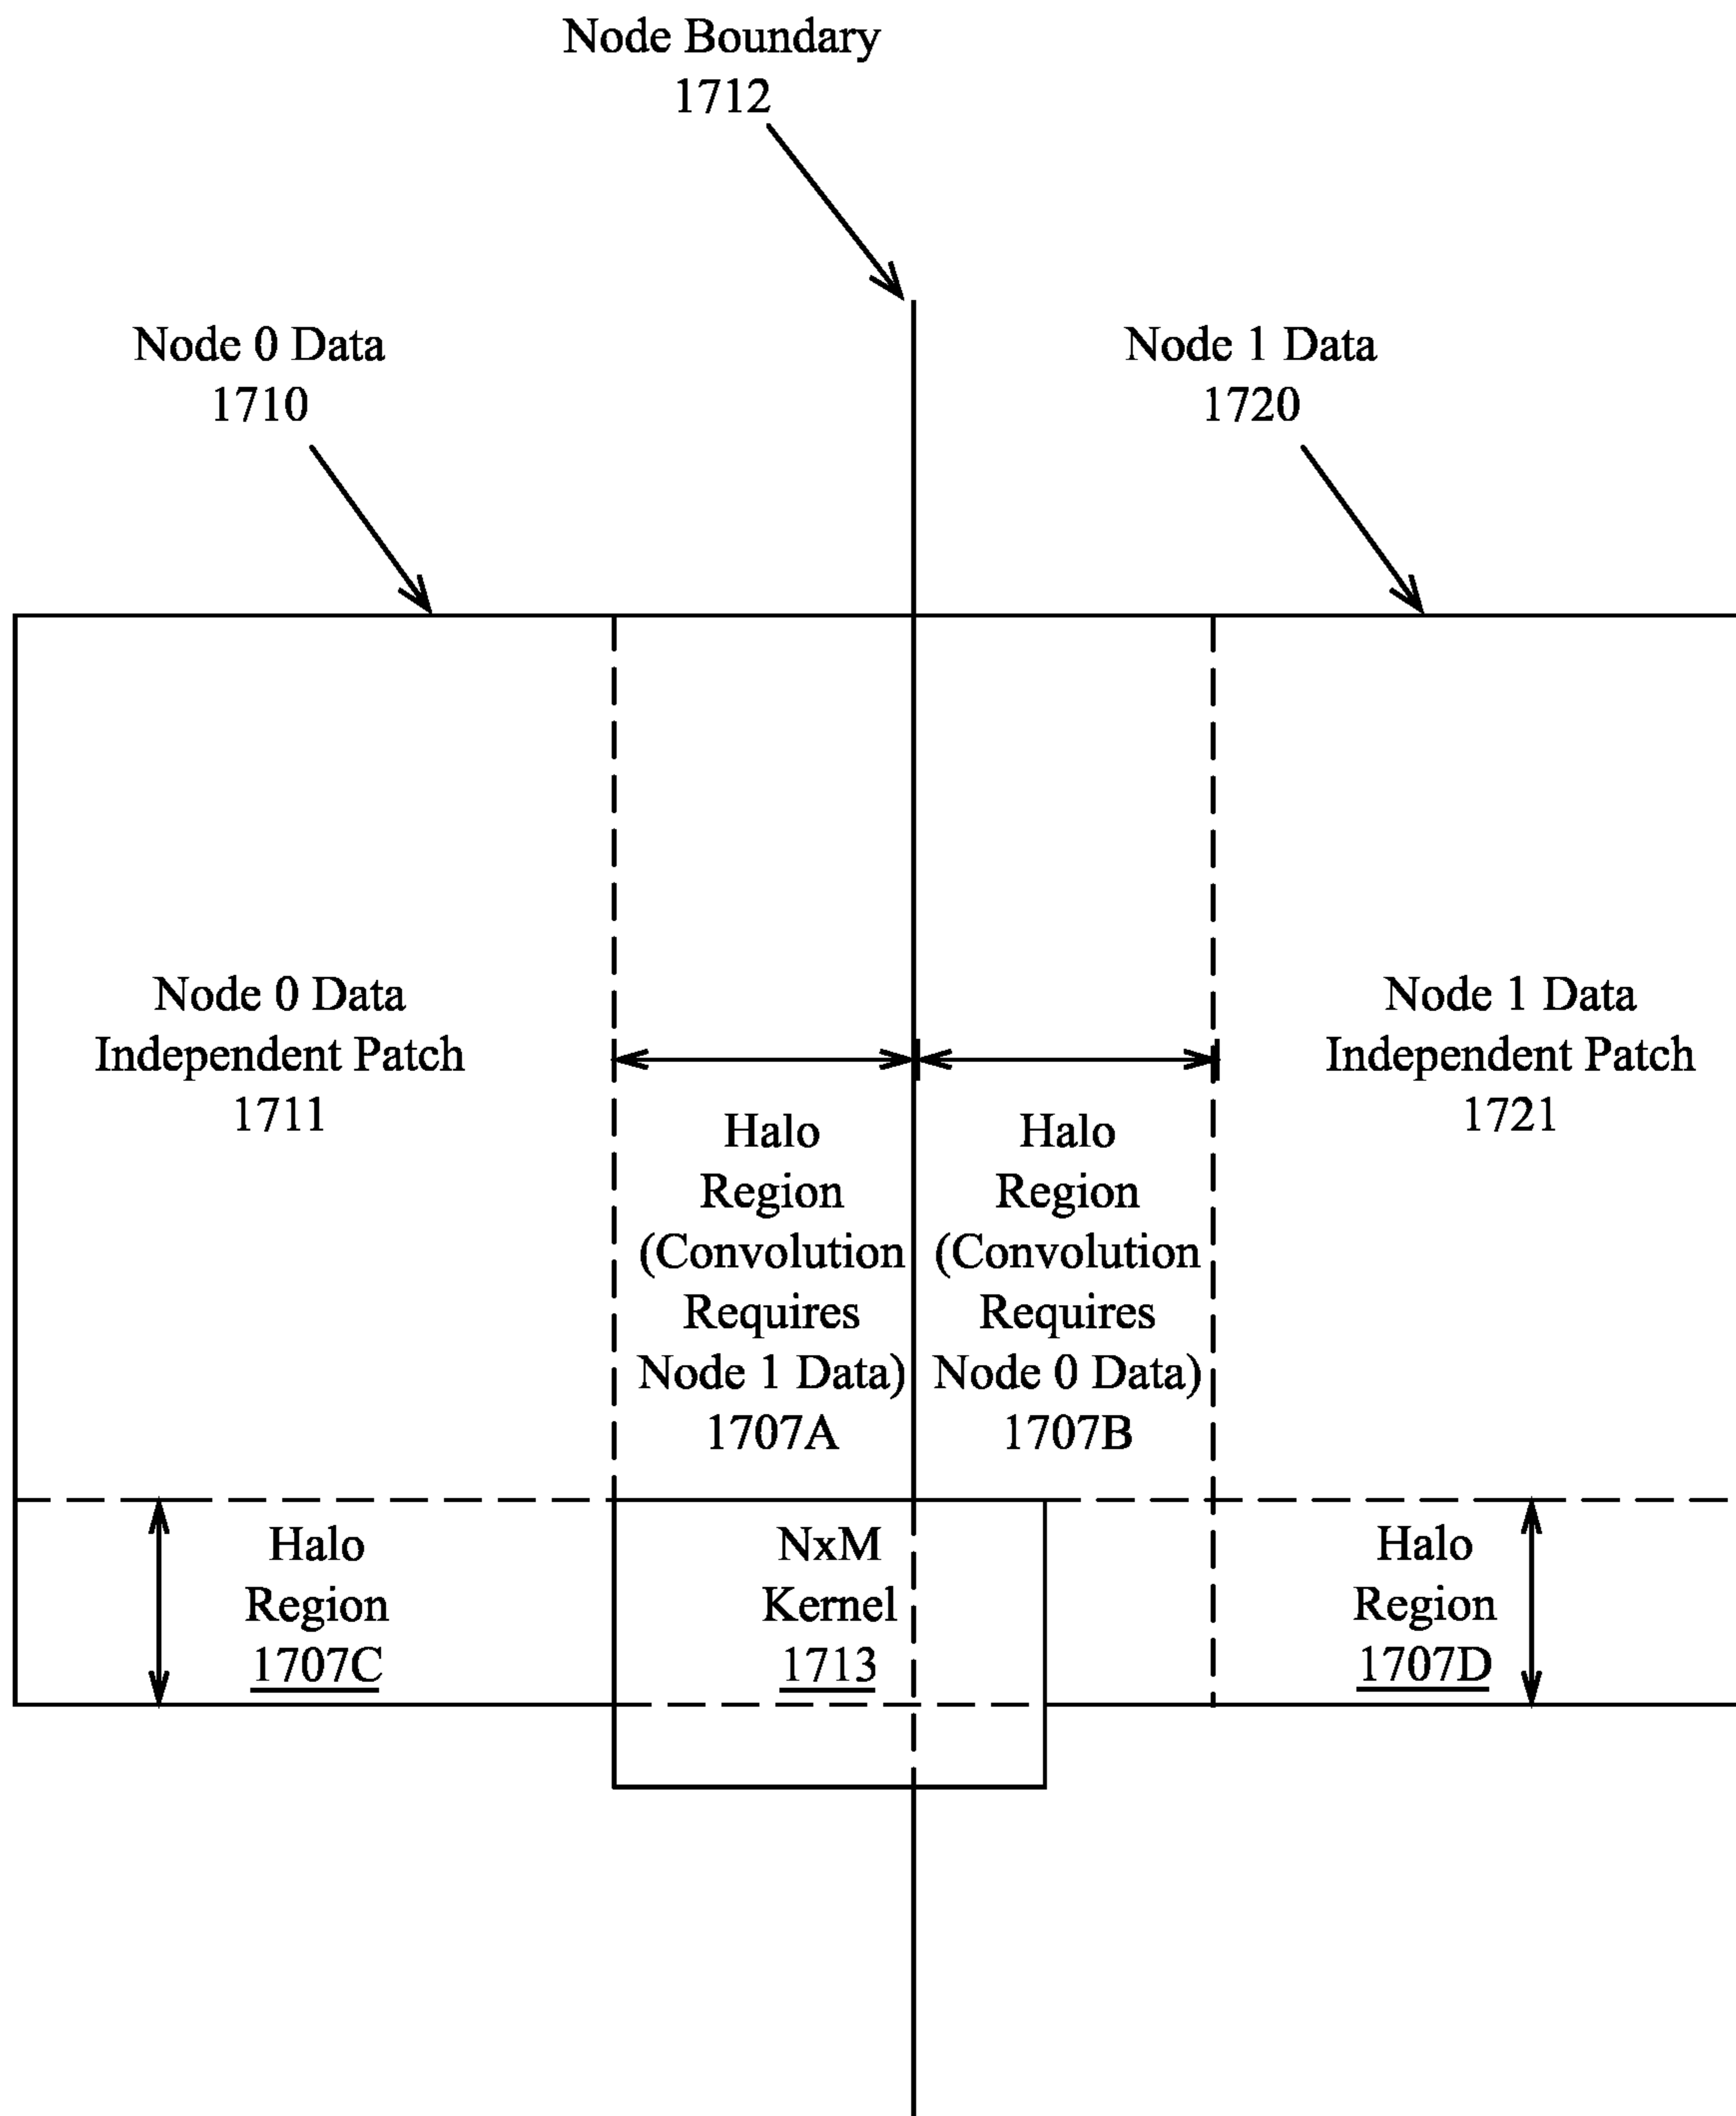 Node Boundary
1712
Node 0 Data
1710
Node 1 Data
1720
Node 0 Data
Independent Patch
1711
Node 1 Data
Independent Patch
1721
Halo
Region
(Convolution
Requires
Node 1 Data)
1707A
Halo
Region
(Convolution
Requires
Node 0 Data)
1707B
Halo
Region
1707C
NxM
Kernel
1713
Halo
Region
1707D